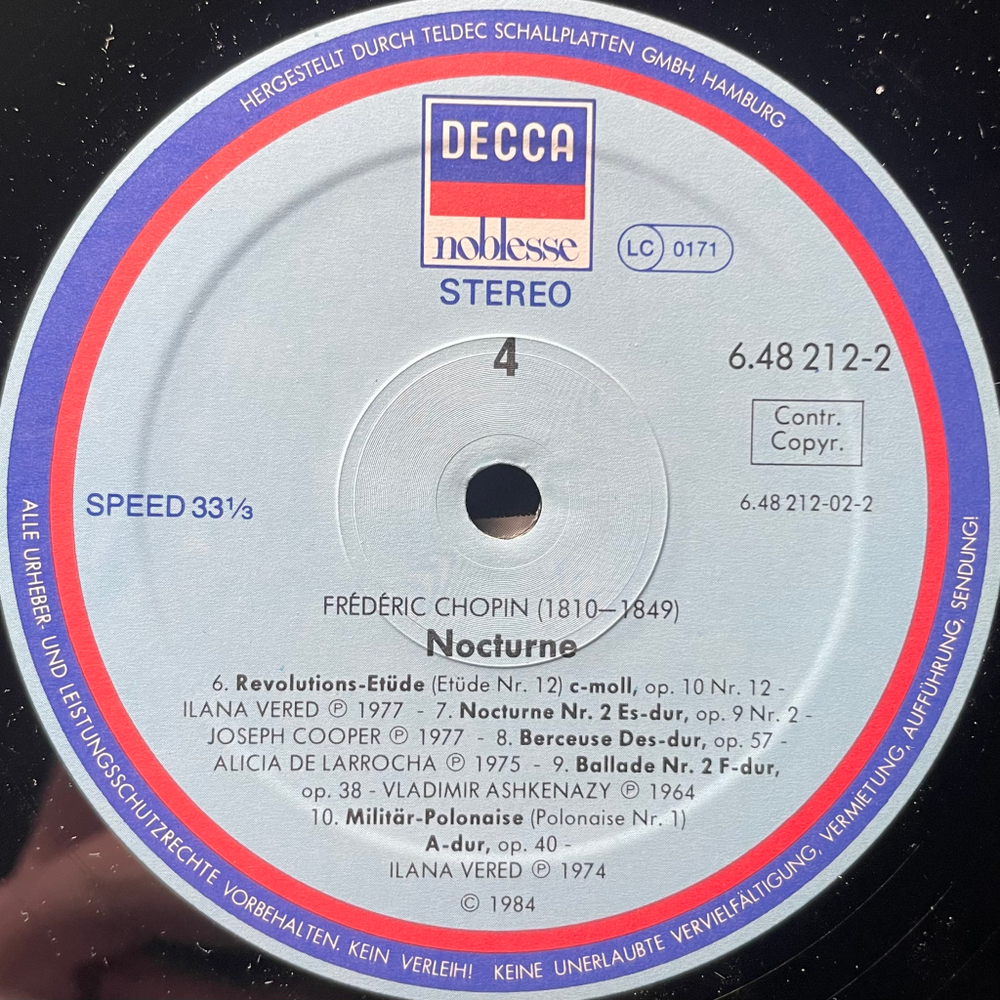 HERGESTELLT DURCH TELDEC SCHALLPLATTEN GMBH, HAMBURG
DECCA
noblesse
LC 0171
STEREO
4
6.48 212-2
Contr.
Copyr.
SPEED 33⅓
6.48 212-02-2
FRÉDÉRIC CHOPIN (1810–1849)
Nocturne
6. Revolutions-Etüde (Etüde Nr. 12) c-moll, op. 10 Nr. 12 -
ILANA VERED ℗ 1977 - 7. Nocturne Nr. 2 Es-dur, op. 9 Nr. 2 -
JOSEPH COOPER ℗ 1977 - 8. Berceuse Des-dur, op. 57 -
ALICIA DE LARROCHA ℗ 1975 - 9. Ballade Nr. 2 F-dur,
op. 38 - VLADIMIR ASHKENAZY ℗ 1964
10. Militär-Polonaise (Polonaise Nr. 1)
A-dur, op. 40 -
ILANA VERED ℗ 1974
© 1984
ALLE URHEBER- UND LEISTUNGSSCHUTZRECHTE VORBEHALTEN. KEIN VERLEIH! KEINE UNERLAUBTE VERVIELFÄLTIGUNG, VERMIETUNG, AUFFÜHRUNG, SENDUNG!